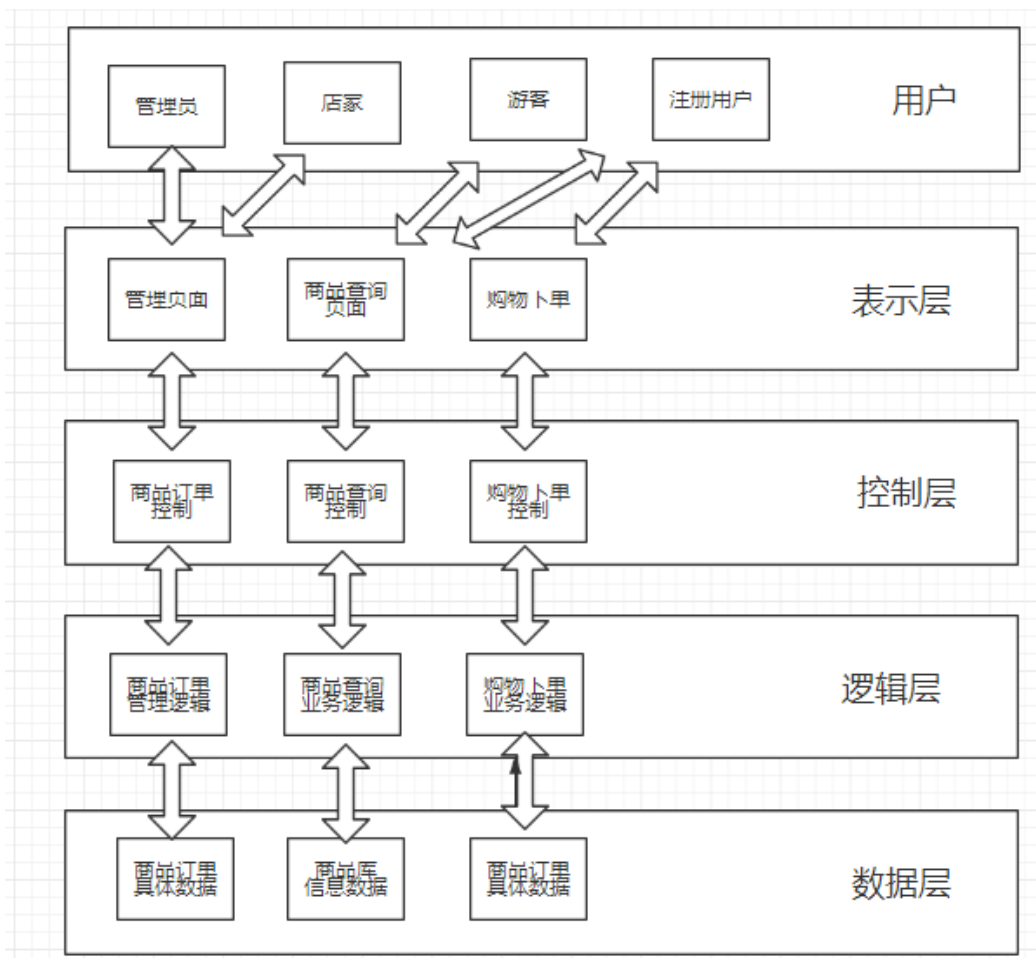 管理员
店家
游客
注册用户
用户
管理页面
商品查询
页面
购物下单
表示层
商品订单
控制
商品查询
控制
购物下单
控制
控制层
商品订单
管理逻辑
商品查询
业务逻辑
购物下单
业务逻辑
逻辑层
商品订单
具体数据
商品库
信息数据
商品订单
具体数据
数据层